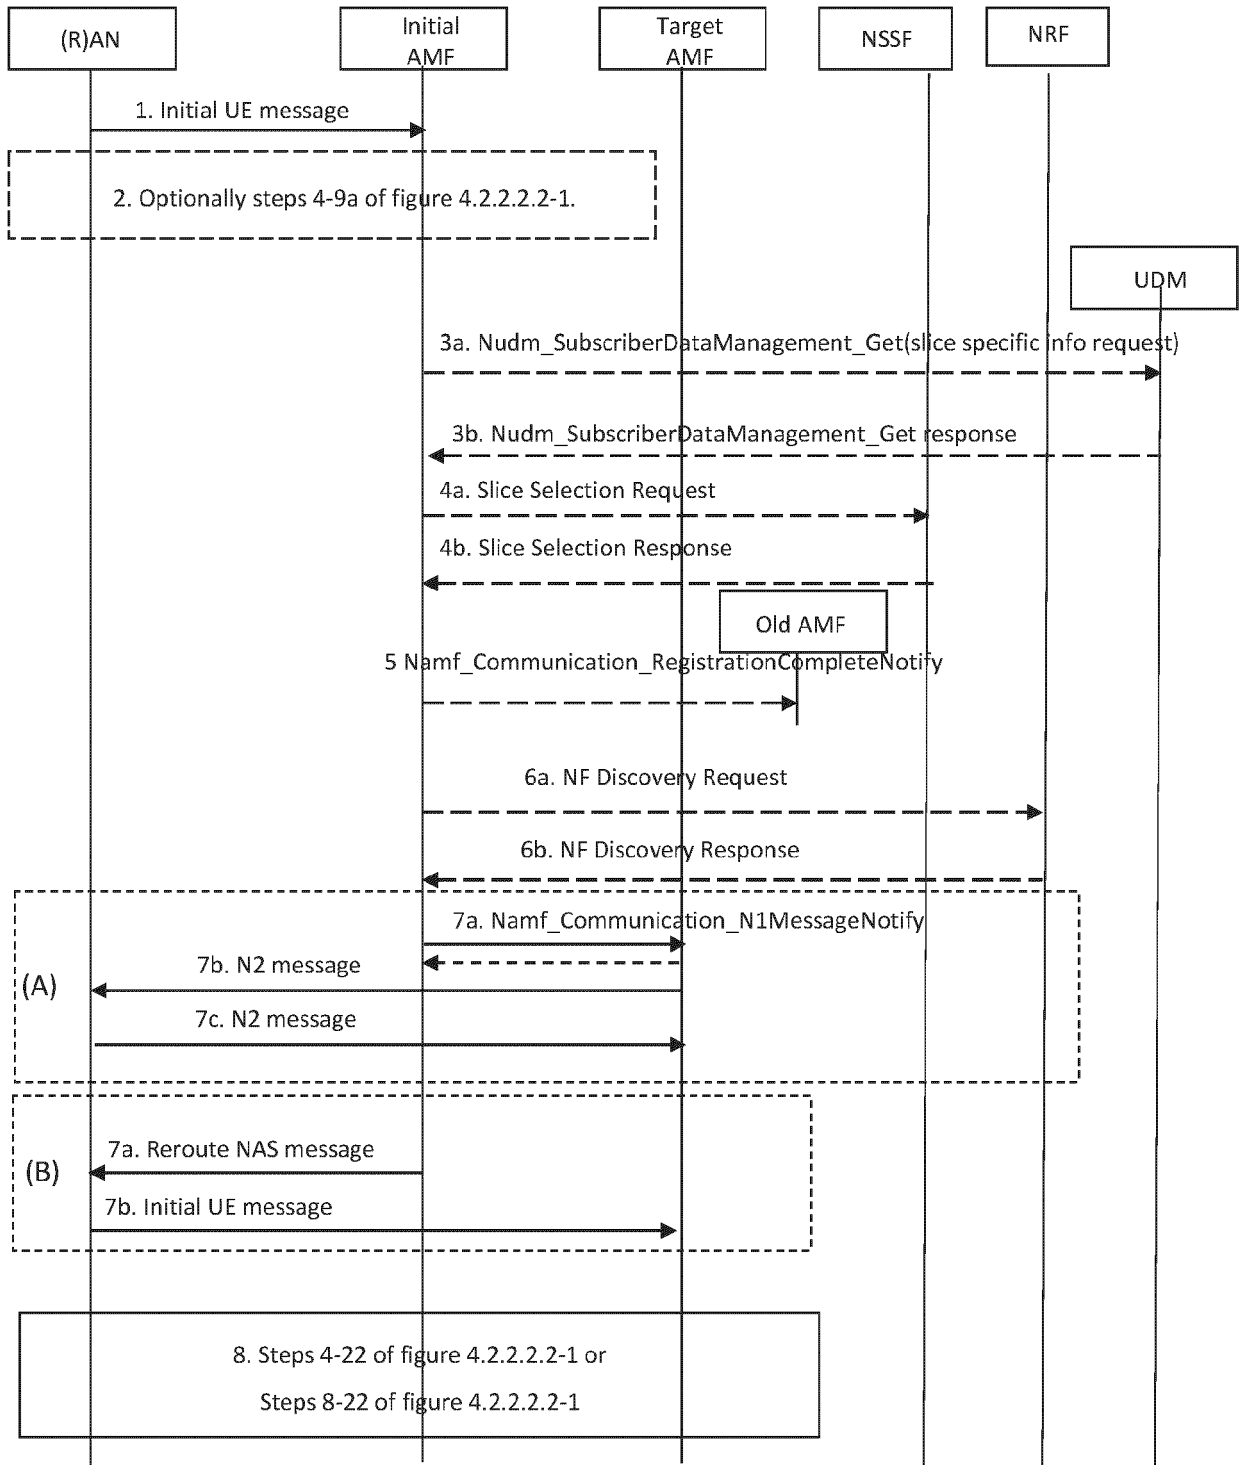 (R)AN
Initial
AMF
Target
AMF
NSSF
NRF
1. Initial UE message
2. Optionally steps 4-9a of figure 4.2.2.2.2-1.
UDM
3a. Nudm_SubscriberDataManagement_Get(slice specific info request)
3b. Nudm_SubscriberDataManagement_Get response
4a. Slice Selection Request
4b. Slice Selection Response
Old AMF
5 Namf_Communication_RegistrationCompleteNotify
6a. NF Discovery Request
6b. NF Discovery Response
7a. Namf_Communication_N1MessageNotify
7b. N2 message
(A)
7c. N2 message
7a. Reroute NAS message
(B)
7b. Initial UE message
8. Steps 4-22 of figure 4.2.2.2.2-1 or
Steps 8-22 of figure 4.2.2.2.2-1